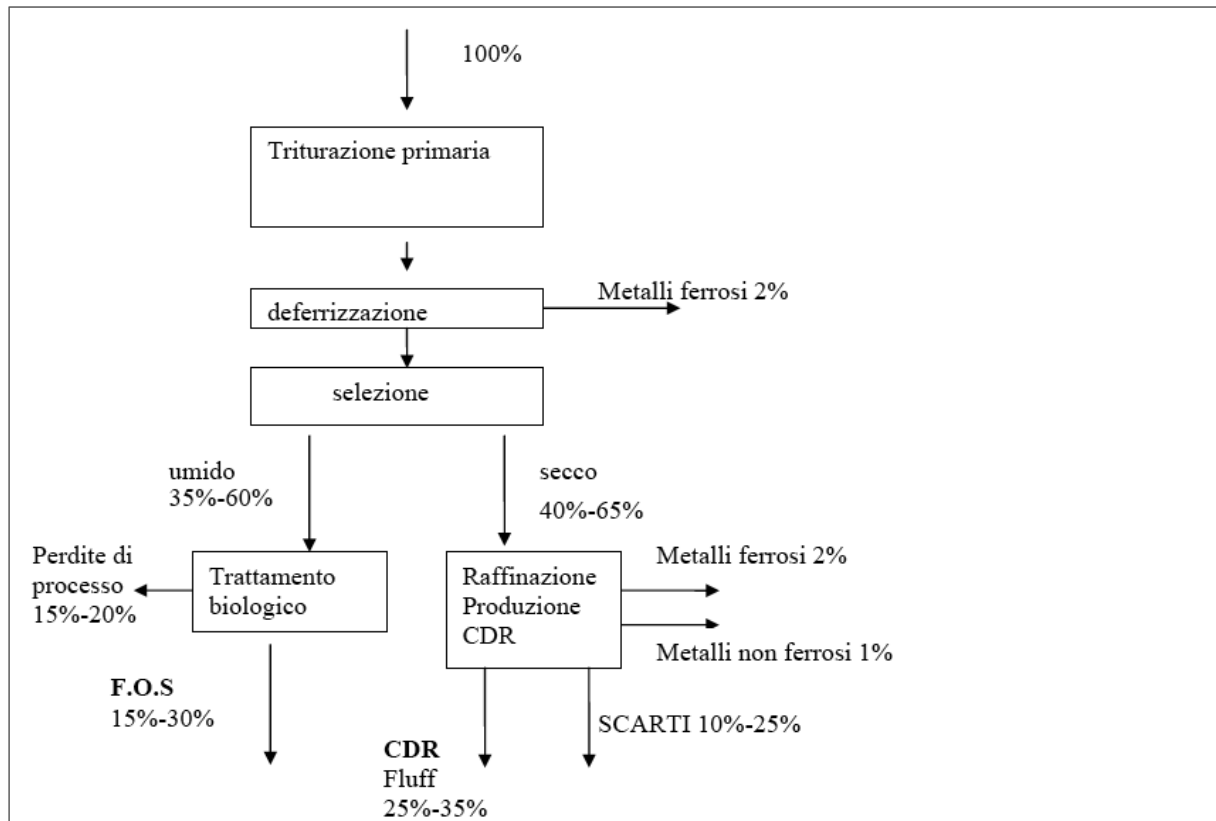 100%
Triturazione primaria
Metalli ferrosi 2%
deferrizzazione
selezione
umido
35%-60%
secco
40%-65%
Perdite di
processo
15%-20%
Trattamento
biologico
Raffinazione
Produzione
CDR
Metalli ferrosi 2%
Metalli non ferrosi 1%
F.O.S
15%-30%
SCARTI 10%-25%
CDR
Fluff
25%-35%